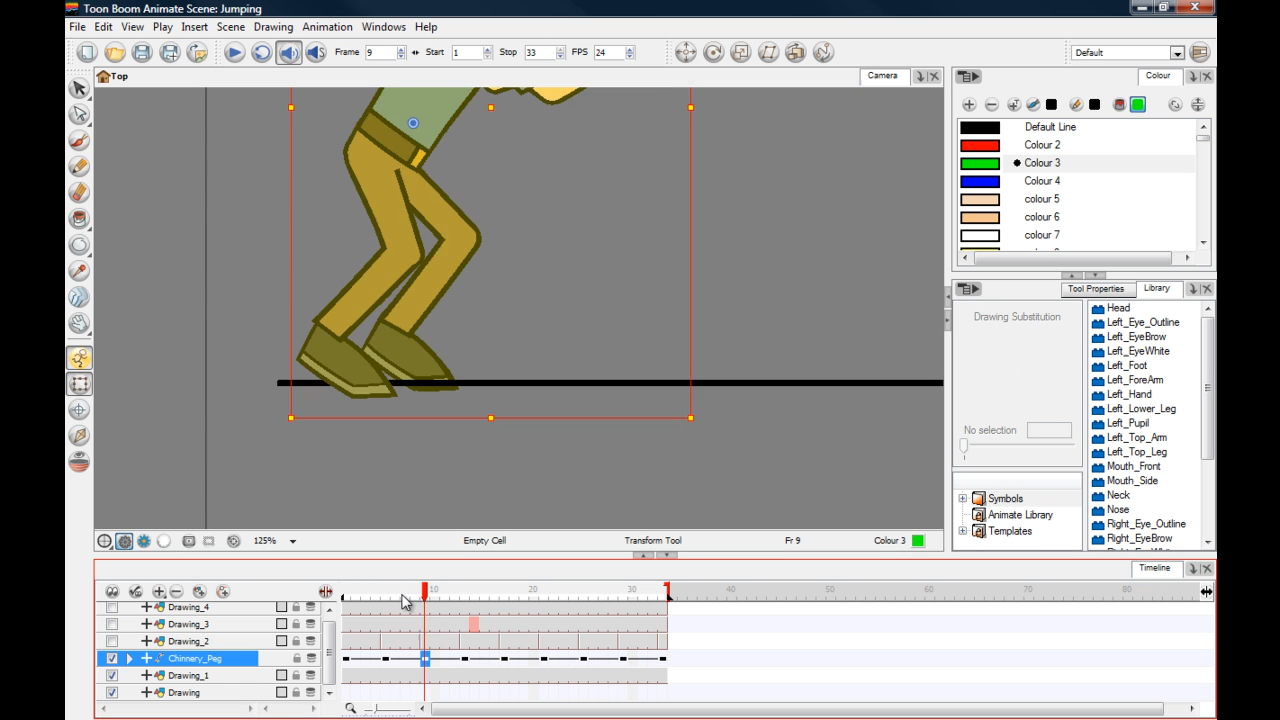 Toon Boom Animate Scene: Jumping
File Edit View Play Insert Scene Drawing Animation Windows Help
Frame 9 Start 1 Stop 33 FPS 24 Default
Top Camera Colour
Default Line
Colour 2
Colour 3
Colour 4
colour 5
colour 6
colour 7
Tool Properties Library
Drawing Substitution
No selection
Head
Left_Eye_Outline
Left_EyeBrow
Left_EyeWhite
Left_Foot
Left_ForeArm
Left_Hand
Left_Lower_Leg
Left_Pupil
Left_Top_Arm
Left_Top_Leg
Mouth_Front
Mouth_Side
Neck
Nose
Right_Eye_Outline
Right_EyeBrow
Symbols
Animate Library
Templates
125% Empty Cell Transform Tool Fr 9 Colour 3
Timeline
10 20 30 40 50 60 70 80
Drawing_4
Drawing_3
Drawing_2
Chinnery_Peg
Drawing_1
Drawing